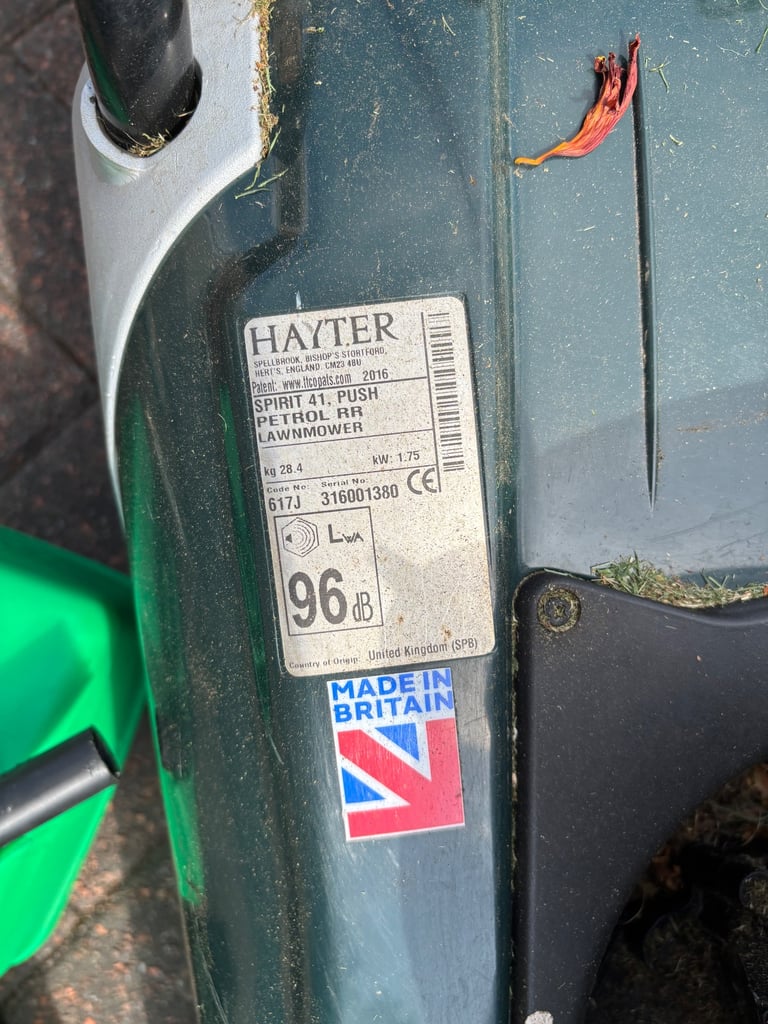 HAYTER
SPELLBROOK, BISHOP'S STORTFORD,
HERT'S, ENGLAND. CM23 4BU
Patent: www.ttcopats.com 2016
SPIRIT 41, PUSH
PETROL RR
LAWNMOWER
kg 28.4 kW: 1.75
Code No: Serial No.
617J 316001380 CE
LWA
96 dB
Country of Origin: United Kingdom (SPB)
MADE IN
BRITAIN